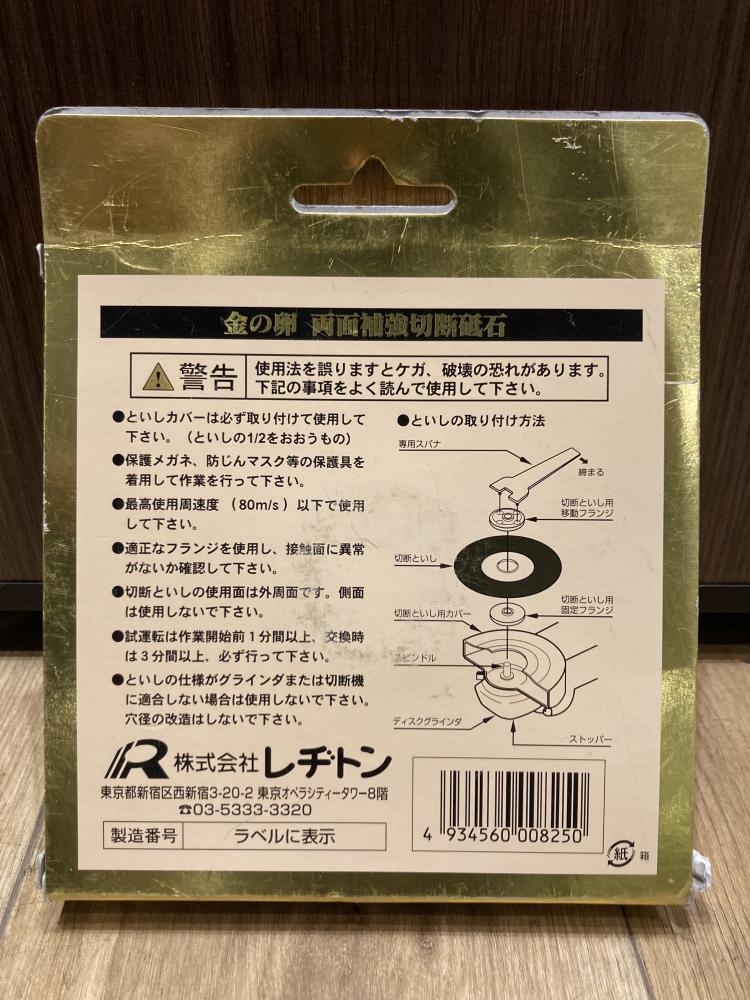 金の卵 両面補強切断砥石
警告
使用法を誤りますとケガ、破壊の恐れがあります。
下記の事項をよく読んで使用して下さい。
●といしカバーは必ず取り付けて使用して
下さい。（といしの1/2をおおうもの）
●保護メガネ、防じんマスク等の保護具を
着用して作業を行って下さい。
●最高使用周速度 （80m/s）以下で使用
して下さい。
●適正なフランジを使用し、接触面に異常
がないか確認して下さい。
●切断といしの使用面は外周面です。側面
は使用しないで下さい。
●試運転は作業開始前１分間以上、交換時
は３分間以上、必ず行って下さい。
●といしの仕様がグラインダまたは切断機
に適合しない場合は使用しないで下さい。
穴径の改造はしないで下さい。
●といしの取り付け方法
専用スパナ
締まる
切断といし用
移動フランジ
切断といし
切断といし用
固定フランジ
切断といし用カバー
スピンドル
ディスクグラインダ
ストッパー
R 株式会社 レヂトン
東京都新宿区西新宿3-20-2 東京オペラシティータワー8階
☎03-5333-3320
製造番号 ラベルに表示
4 934560 008250
紙 箱